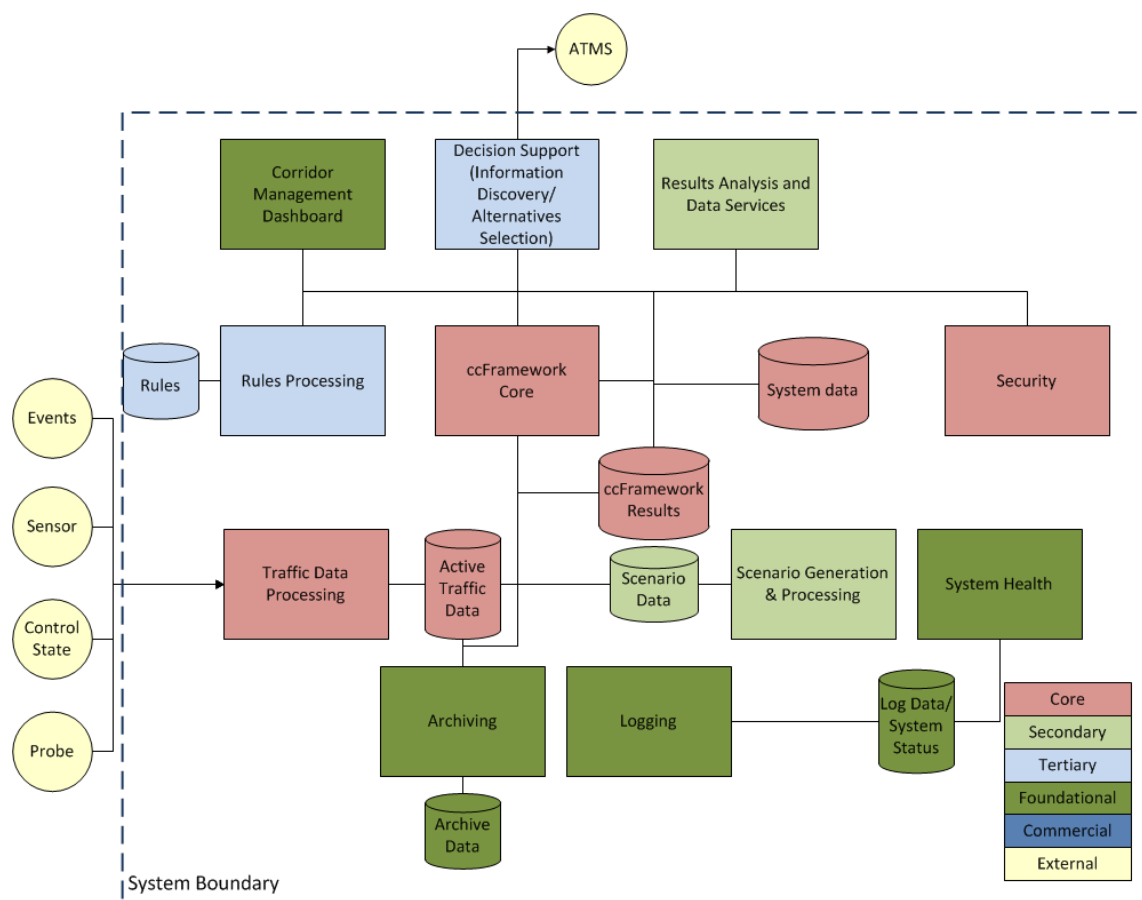 ATMS
Corridor
Management
Dashboard
Decision Support
(Information
Discovery/
Alternatives
Selection)
Results Analysis and
Data Services
Rules
Rules Processing
ccFramework
Core
System data
Security
Events
ccFramework
Results
Sensor
Traffic Data
Processing
Active
Traffic
Data
Scenario
Data
Scenario Generation
& Processing
System Health
Control
State
Probe
Archiving
Logging
Log Data/
System
Status
Archive
Data
Core
Secondary
Tertiary
Foundational
Commercial
External
System Boundary